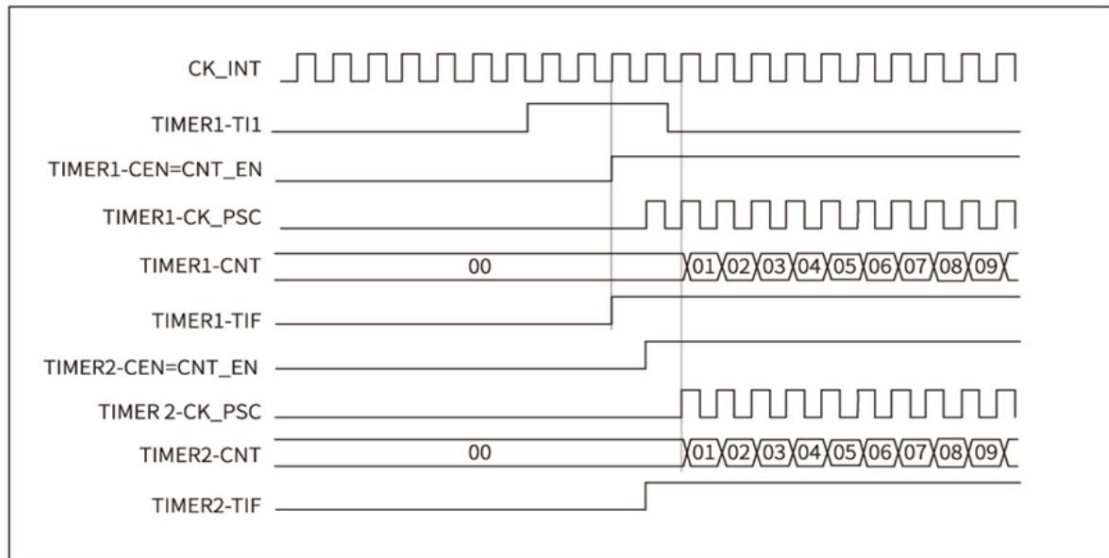 CK_INT
TIMER1-TI1
TIMER1-CEN=CNT_EN
TIMER1-CK_PSC
TIMER1-CNT 00 01 02 03 04 05 06 07 08 09
TIMER1-TIF
TIMER2-CEN=CNT_EN
TIMER 2-CK_PSC
TIMER2-CNT 00 01 02 03 04 05 06 07 08 09
TIMER2-TIF